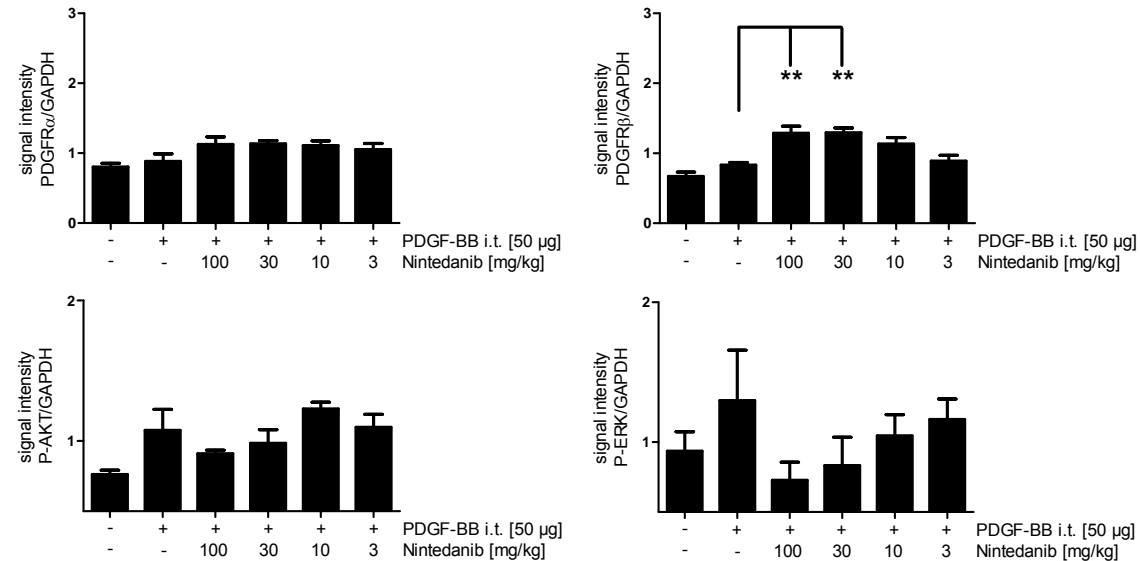 signal intensity
PDGFRα/GAPDH
3
2
1
0
- + + + + + PDGF-BB i.t. [50 µg]
- - 100 30 10 3 Nintedanib [mg/kg]
signal intensity
PDGFRβ/GAPDH
3
2
1
0
** **
- + + + + + PDGF-BB i.t. [50 µg]
- - 100 30 10 3 Nintedanib [mg/kg]
signal intensity
P-AKT/GAPDH
2
1
- + + + + + PDGF-BB i.t. [50 µg]
- - 100 30 10 3 Nintedanib [mg/kg]
signal intensity
P-ERK/GAPDH
2
1
- + + + + + PDGF-BB i.t. [50 µg]
- - 100 30 10 3 Nintedanib [mg/kg]